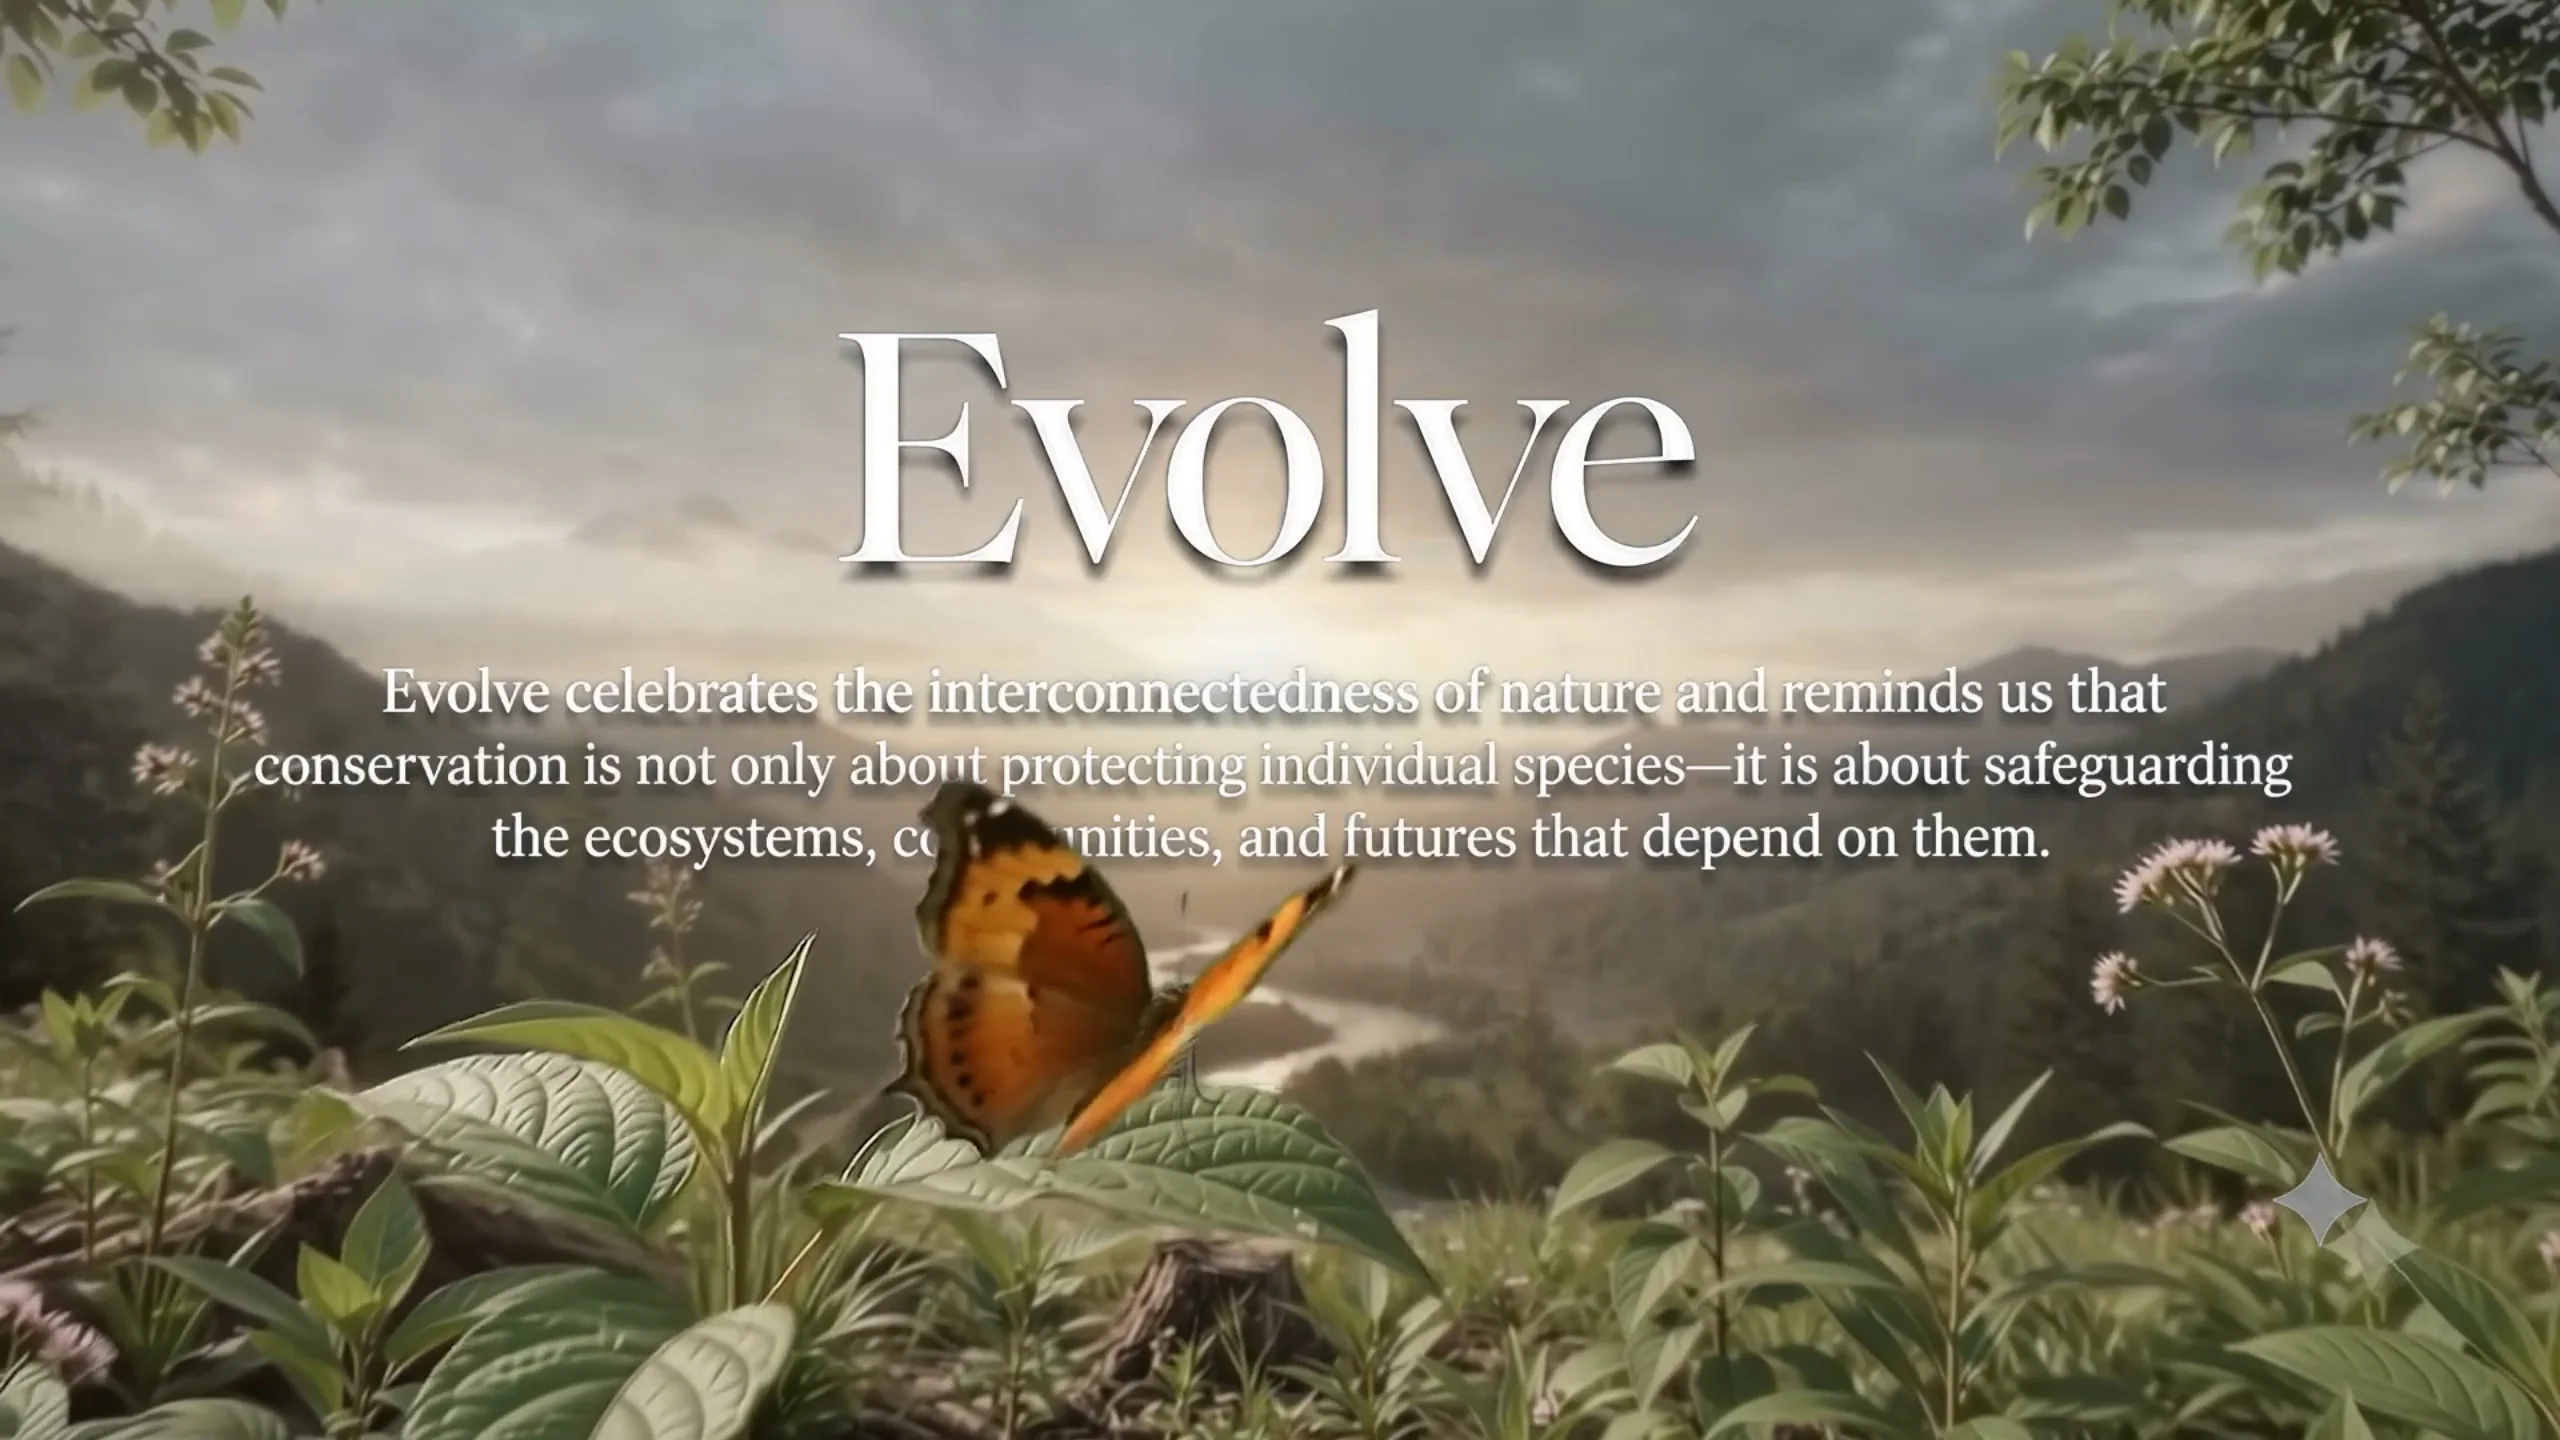 Evolve
Evolve celebrates the interconnectedness of nature and reminds us that
conservation is not only about protecting individual species—it is about safeguarding
the ecosystems, and futures that depend on them.